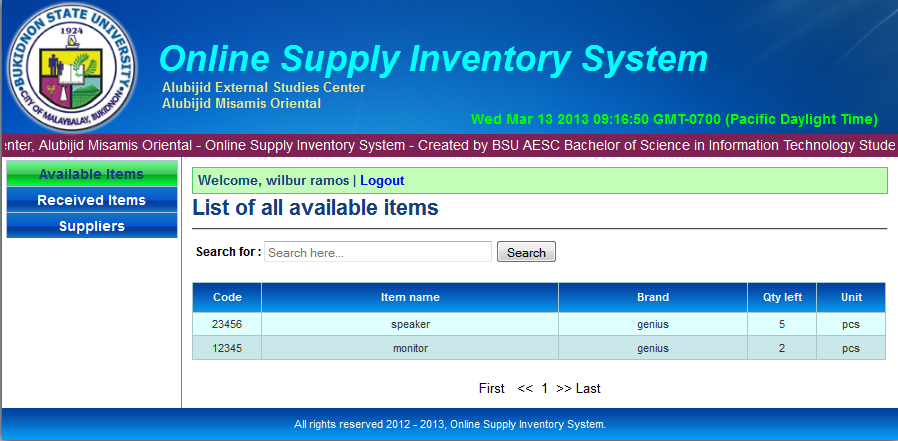 BUKIDNON STATE UNIVERSITY
1924
CITY OF MALAYBALAY, BUKIDNON
Online Supply Inventory System
Alubijid External Studies Center
Alubijid Misamis Oriental
Wed Mar 13 2013 09:16:50 GMT-0700 (Pacific Daylight Time)
enter, Alubijid Misamis Oriental - Online Supply Inventory System - Created by BSU AESC Bachelor of Science in Information Technology Stude
Available Items
Received Items
Suppliers
Welcome, wilbur ramos | Logout
List of all available items
Search for : Search here... Search
Code Item name Brand Qty left Unit
23456 speaker genius 5 pcs
12345 monitor genius 2 pcs
First << 1 >> Last
All rights reserved 2012 - 2013, Online Supply Inventory System.